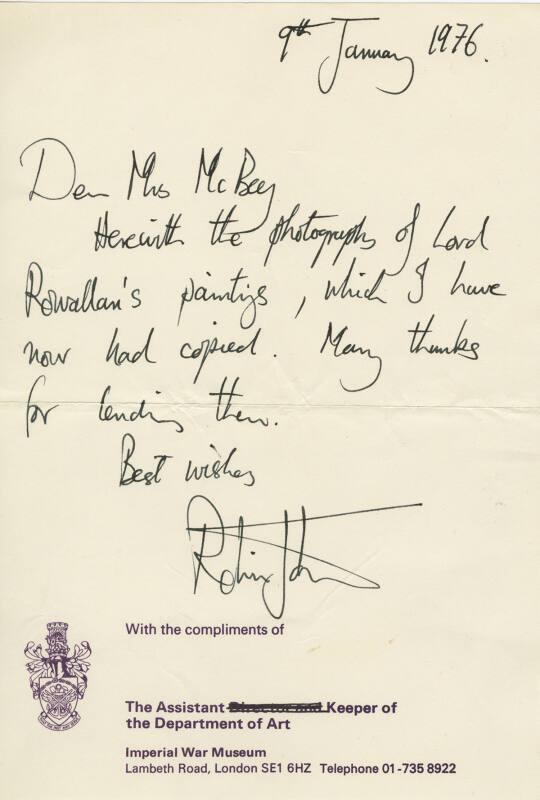 9th January 1976.
Dear Mrs McBey
Herewith the photographs of Lord
Rowallan's paintings, which I have
now had copied. Many thanks
for lending them.
Best wishes
Robin
With the compliments of
The Assistant Director and Keeper of
the Department of Art
Imperial War Museum
Lambeth Road, London SE1 6HZ Telephone 01-735 8922